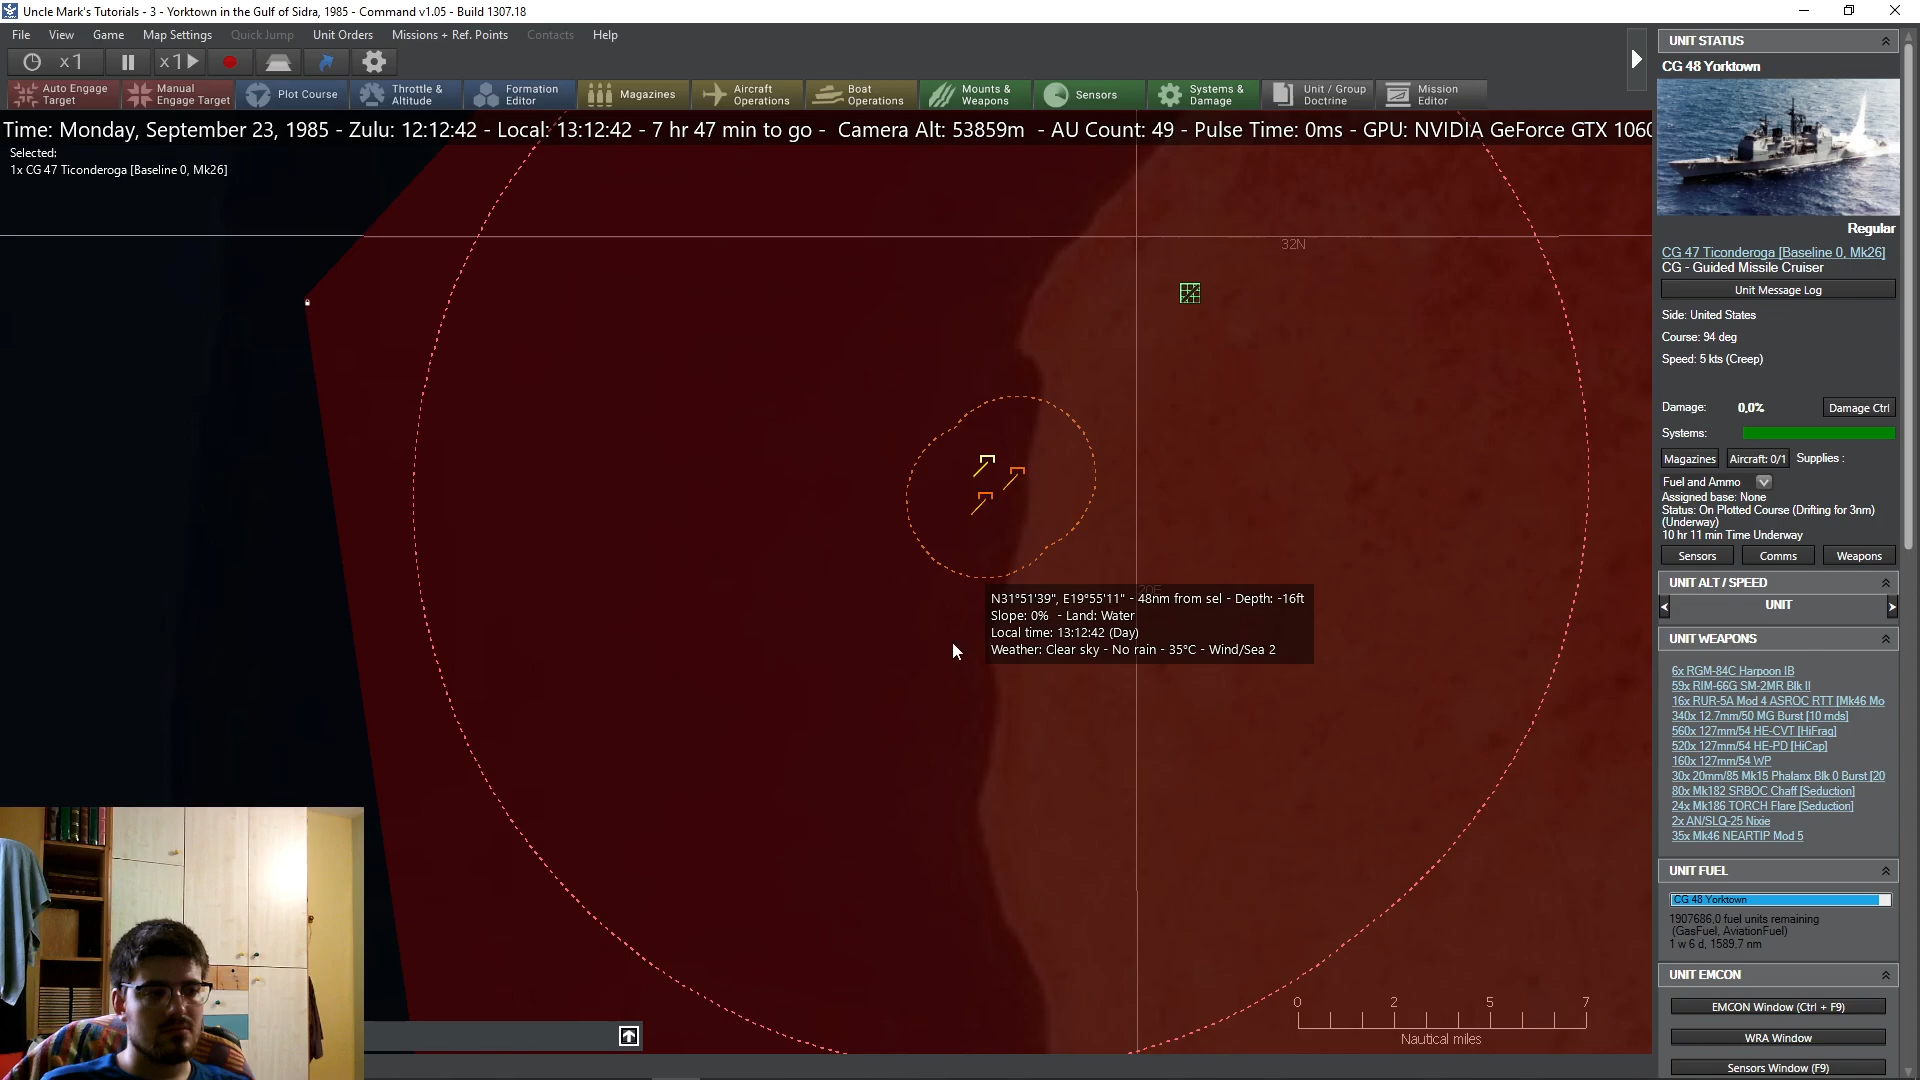 Uncle Mark's Tutorials - 3 - Yorktown in the Gulf of Sidra, 1985 - Command v1.05 - Build 1307.18
File View Game Map Settings Quick Jump Unit Orders Missions + Ref. Points Contacts Help
x 1 x 1
Auto Engage Target
Manual Engage Target
Plot Course
Throttle & Altitude
Formation Editor
Magazines
Aircraft Operations
Boat Operations
Mounts & Weapons
Sensors
Systems & Damage
Unit / Group Doctrine
Mission Editor
Time: Monday, September 23, 1985 - Zulu: 12:12:42 - Local: 13:12:42 - 7 hr 47 min to go - Camera Alt: 53859m - AU Count: 49 - Pulse Time: 0ms - GPU: NVIDIA GeForce GTX 1060
Selected:
1x CG 47 Ticonderoga [Baseline 0, Mk26]
32N
N31°51'39", E19°55'11" - 48nm from sel - Depth: -16ft
Slope: 0% - Land: Water
Local time: 13:12:42 (Day)
Weather: Clear sky - No rain - 35°C - Wind/Sea 2
0 2 5 7
Nautical miles
UNIT STATUS
CG 48 Yorktown
Regular
CG 47 Ticonderoga [Baseline 0, Mk26]
CG - Guided Missile Cruiser
Unit Message Log
Side: United States
Course: 94 deg
Speed: 5 kts (Creep)
Damage: 0,0% Damage Ctrl
Systems:
Magazines Aircraft: 0/1 Supplies :
Fuel and Ammo
Assigned base: None
Status: On Plotted Course (Drifting for 3nm)
(Underway)
10 hr 11 min Time Underway
Sensors Comms Weapons
UNIT ALT / SPEED
< UNIT >
UNIT WEAPONS
6x RGM-84C Harpoon IB
59x RIM-66G SM-2MR Blk II
16x RUR-5A Mod 4 ASROC RTT [Mk46 Mo
340x 12.7mm/50 MG Burst [10 rnds]
560x 127mm/54 HE-CVT [HiFrag]
520x 127mm/54 HE-PD [HiCap]
160x 127mm/54 WP
30x 20mm/85 Mk15 Phalanx Blk 0 Burst [20
80x Mk182 SRBOC Chaff [Seduction]
24x Mk186 TORCH Flare [Seduction]
2x AN/SLQ-25 Nixie
35x Mk46 NEARTIP Mod 5
UNIT FUEL
CG 48 Yorktown
1907686,0 fuel units remaining
(GasFuel, AviationFuel)
1 w 6 d, 1589,7 nm
UNIT EMCON
EMCON Window (Ctrl + F9)
WRA Window
Sensors Window (F9)